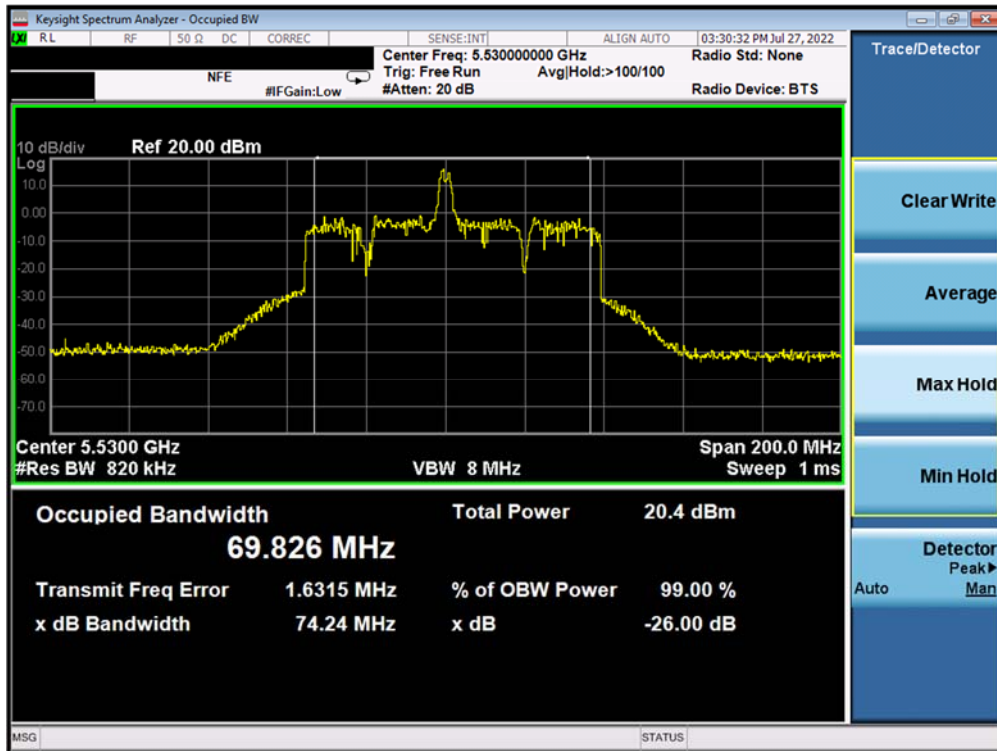 Keysight Spectrum Analyzer - Occupied BW
LXI RL RF 50 Ω DC CORREC SENSE:INT ALIGN AUTO 03:30:32 PM Jul 27, 2022
Center Freq: 5.530000000 GHz Radio Std: None
NFE Trig: Free Run Avg|Hold:>100/100
#IFGain:Low #Atten: 20 dB Radio Device: BTS
10 dB/div Ref 20.00 dBm
Log
10.0
0.00
-10.0
-20.0
-30.0
-40.0
-50.0
-60.0
-70.0
Center 5.5300 GHz Span 200.0 MHz
#Res BW 820 kHz VBW 8 MHz Sweep 1 ms
Occupied Bandwidth Total Power 20.4 dBm
69.826 MHz
Transmit Freq Error 1.6315 MHz % of OBW Power 99.00 %
x dB Bandwidth 74.24 MHz x dB -26.00 dB
MSG STATUS
Trace/Detector
Clear Write
Average
Max Hold
Min Hold
Detector
Peak▶
Auto Man